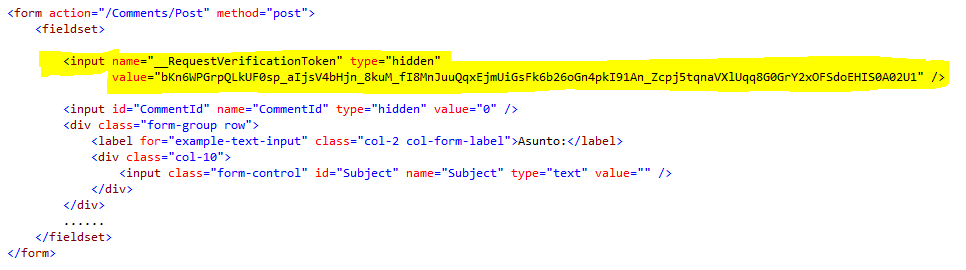 <form action="/Comments/Post" method="post">
<fieldset>
<input name="__RequestVerificationToken" type="hidden"
value="bKn6WPGrpQLkUF0sp_aIjsV4bHjn_8kuM_fI8MnJuuQqxEjmUiGsFk6b26oGn4pkI91An_Zcpj5tqnaVXlUqq8G0GrY2xOFSdoEHIS0A02U1" />
<input id="CommentId" name="CommentId" type="hidden" value="0" />
<div class="form-group row">
<label for="example-text-input" class="col-2 col-form-label">Asunto:</label>
<div class="col-10">
<input class="form-control" id="Subject" name="Subject" type="text" value="" />
</div>
</div>
......
</fieldset>
</form>